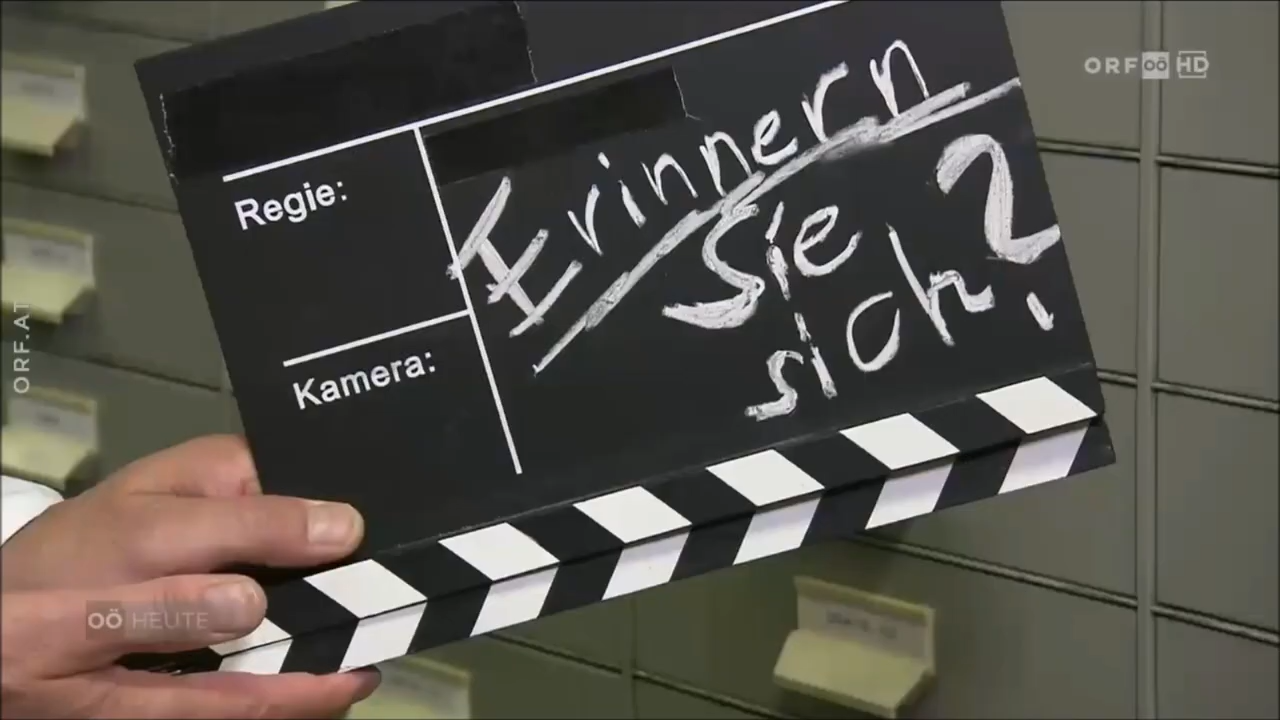 ORF OÖ HD
Regie:
Erinnern
Sie
sich?
Kamera:
ORF.AT
OÖ HEUTE